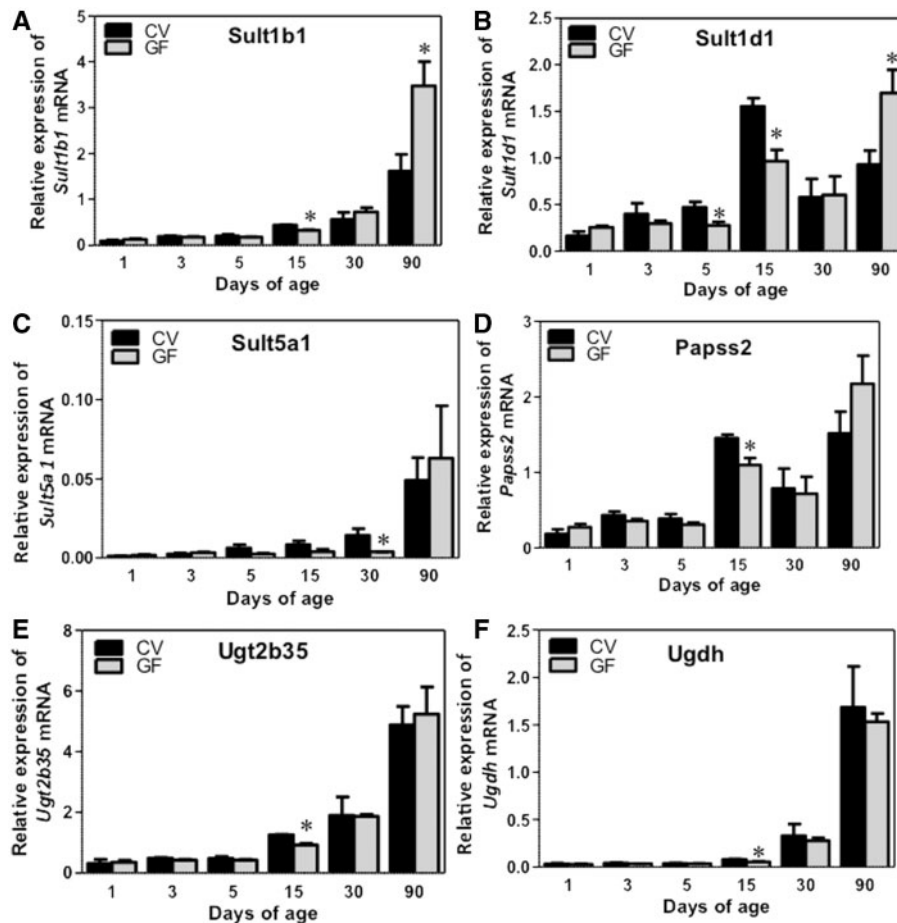 A
Sult1b1
CV
GF
Relative expression of
Sult1b1 mRNA
5
4
3
2
1
0
*
*
1 3 5 15 30 90
Days of age
B
Sult1d1
CV
GF
Relative expression of
Sult1d1 mRNA
2.5
2.0
1.5
1.0
0.5
0.0
*
*
*
1 3 5 15 30 90
Days of age
C
Sult5a1
CV
GF
Relative expression of
Sult5a1 mRNA
0.15
0.10
0.05
0.00
*
1 3 5 15 30 90
Days of age
D
Papss2
CV
GF
Relative expression of
Papss2 mRNA
3
2
1
0
*
1 3 5 15 30 90
Days of age
E
Ugt2b35
CV
GF
Relative expression of
Ugt2b35 mRNA
8
6
4
2
0
*
1 3 5 15 30 90
Days of age
F
Ugdh
CV
GF
Relative expression of
Ugdh mRNA
2.5
2.0
1.5
1.0
0.5
0.0
*
1 3 5 15 30 90
Days of age